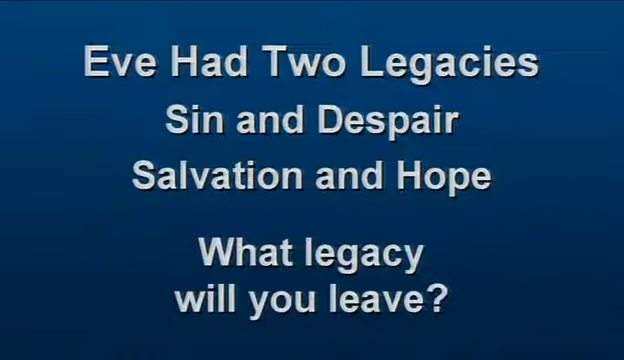 Eve Had Two Legacies
Sin and Despair
Salvation and Hope
What legacy
will you leave?